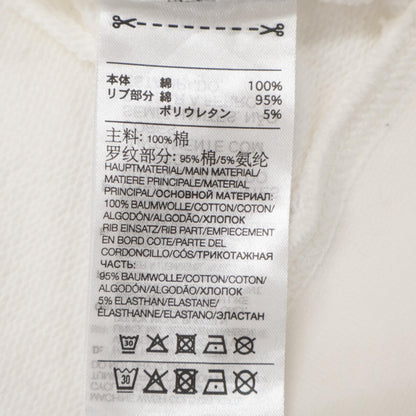 本体 綿 100%
リブ部分 綿 95%
ポリウレタン 5%
主料: 100%棉
罗纹部分: 95%棉/5%氨纶
HAUPTMATERIAL/MAIN MATERIAL/
MATIERE PRINCIPALE/MATERIAL
PRINCIPAL/ОСНОВНОЙ МАТЕРИАЛ:
100% BAUMWOLLE/COTTON/COTON/
ALGODÓN/ALGODÃO/ХЛОПОК
RIB EINSATZ/RIB PART/EMPIECEMENT
EN BORD COTE/PARTE DEL
CORDONCILLO/CÓS/ТРИКОТАЖНАЯ
ЧАСТЬ:
95% BAUMWOLLE/COTTON/COTON/
ALGODÓN/ALGODÃO/ХЛОПОК
5% ELASTHAN/ELASTANE/
ÉLASTHANNE/ELASTANO/ЭЛАСТАН
30
30